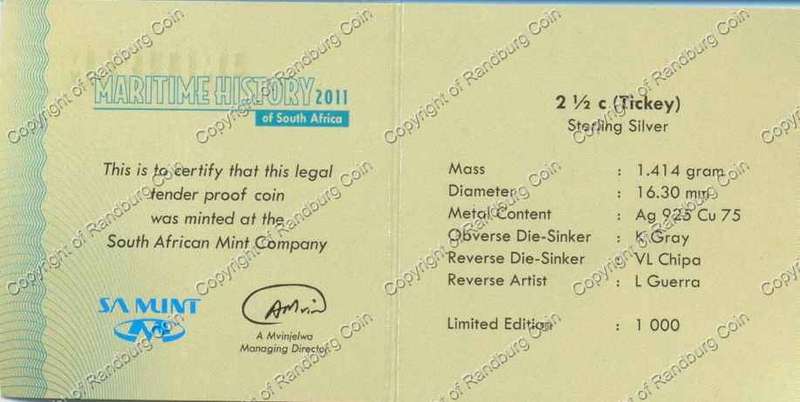 MARITIME HISTORY 2011
of South Africa
This is to certify that this legal
tender proof coin
was minted at the
South African Mint Company
SA MINT
A Mvinjelwa
Managing Director
2 ½ c (Tickey)
Sterling Silver
Mass : 1.414 gram
Diameter : 16.30 mm
Metal Content : Ag 925 Cu 75
Obverse Die-Sinker : K Gray
Reverse Die-Sinker : VL Chipa
Reverse Artist : L Guerra
Limited Edition : 1 000
Copyright of Randburg Coin